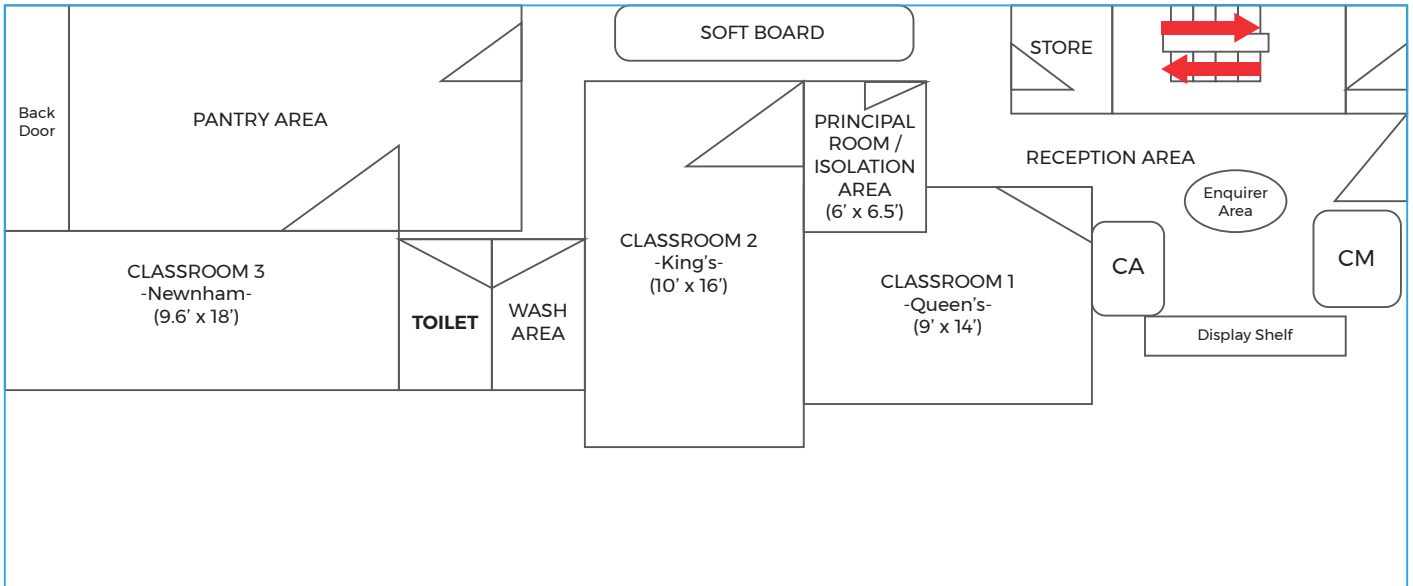 SOFT BOARD
STORE
Back
Door
PANTRY AREA
PRINCIPAL
ROOM /
ISOLATION
AREA
(6’ x 6.5’)
RECEPTION AREA
Enquirer
Area
CLASSROOM 3
-Newnham-
(9.6’ x 18’)
TOILET
WASH
AREA
CLASSROOM 2
-King’s-
(10’ x 16’)
CLASSROOM 1
-Queen’s-
(9’ x 14’)
CA
CM
Display Shelf